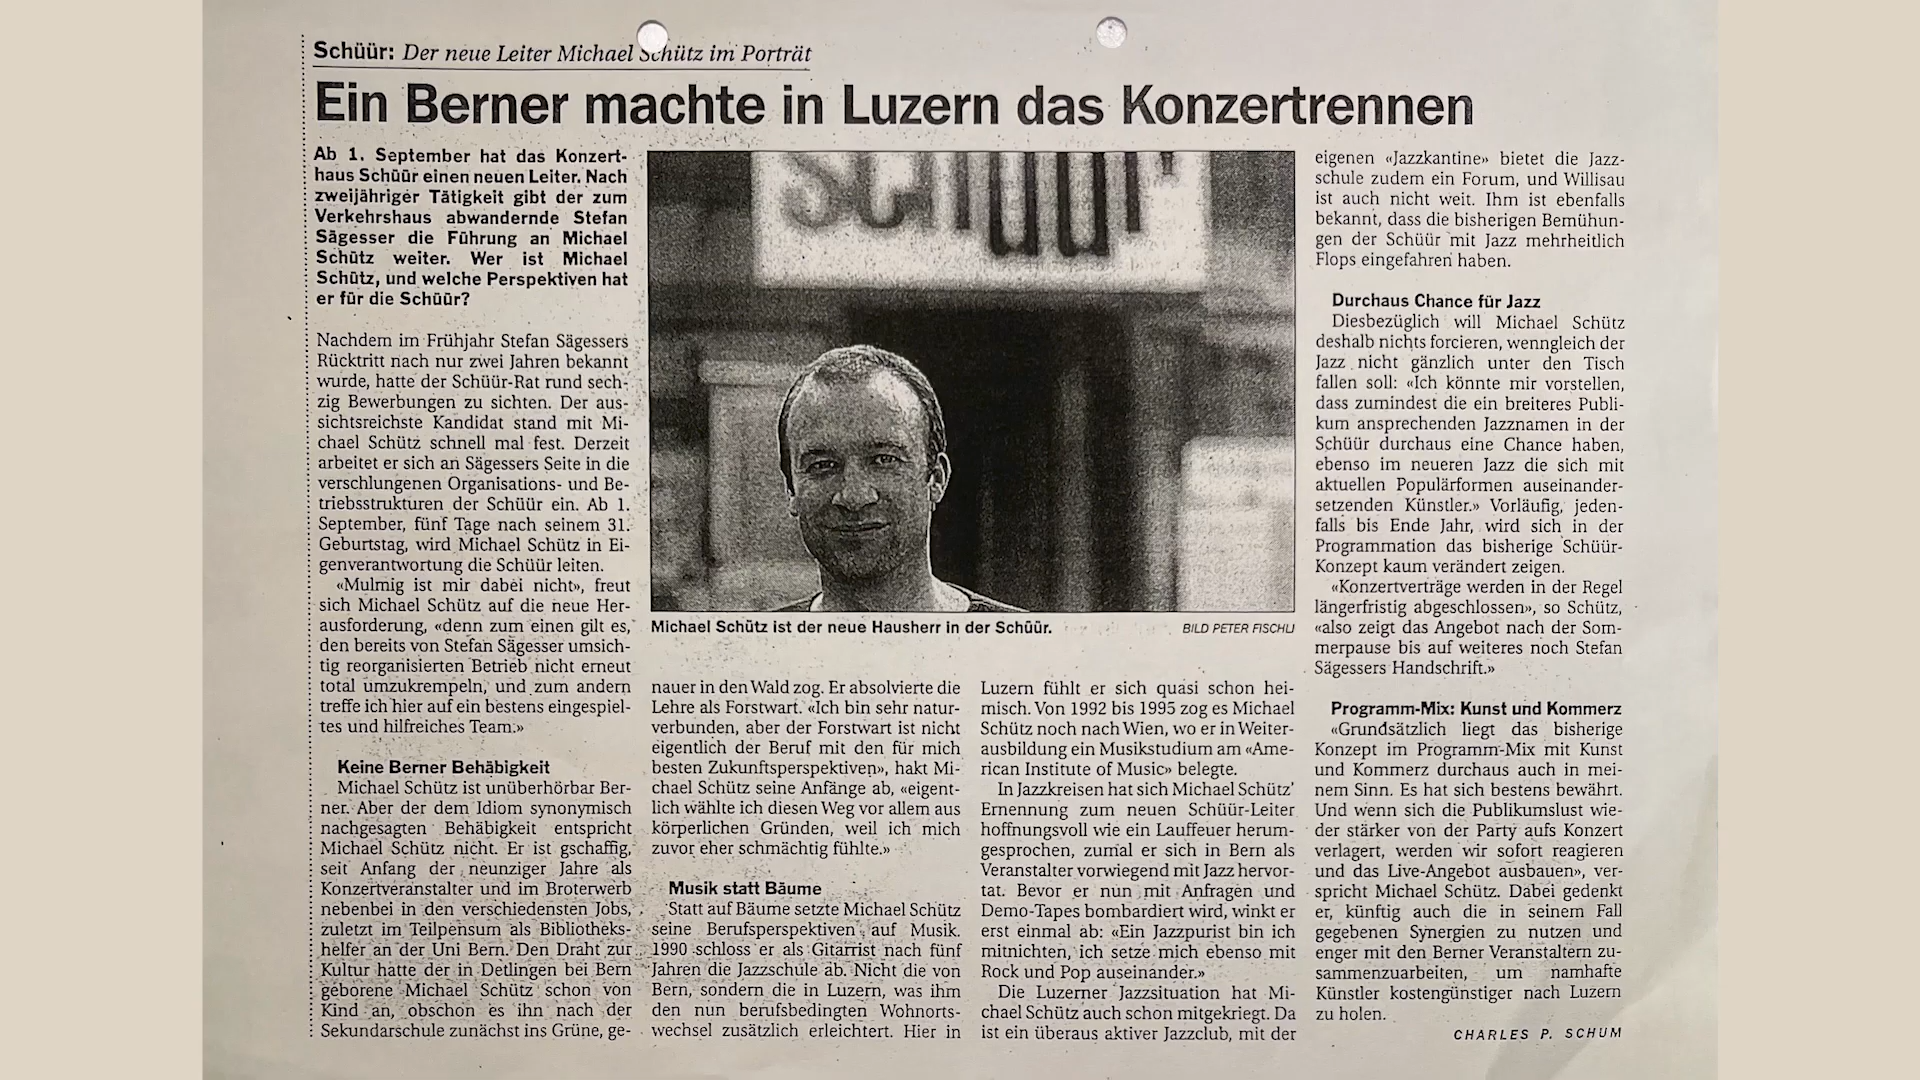 Schüür: Der neue Leiter Michael Schütz im Porträt
Ein Berner machte in Luzern das Konzertrennen
Ab 1. September hat das Konzert-
haus Schüür einen neuen Leiter. Nach
zweijähriger Tätigkeit gibt der zum
Verkehrshaus abwandernde Stefan
Sägesser die Führung an Michael
Schütz weiter. Wer ist Michael
Schütz, und welche Perspektiven hat
er für die Schüür?
Nachdem im Frühjahr Stefan Sägessers
Rücktritt nach nur zwei Jahren bekannt
wurde, hatte der Schüür-Rat rund sech-
zig Bewerbungen zu sichten. Der aus-
sichtsreichste Kandidat stand mit Mi-
chael Schütz schnell mal fest. Derzeit
arbeitet er sich an Sägessers Seite in die
verschlungenen Organisations- und Be-
triebsstrukturen der Schüür ein. Ab 1.
September, fünf Tage nach seinem 31.
Geburtstag, wird Michael Schütz in Ei-
genverantwortung die Schüür leiten.
«Mulmig ist mir dabei nicht», freut
sich Michael Schütz auf die neue Her-
ausforderung, «denn zum einen gilt es,
den bereits von Stefan Sägesser umsich-
tig reorganisierten Betrieb nicht erneut
total umzukrempeln, und zum andern
treffe ich hier auf ein bestens eingespiel-
tes und hilfreiches Team.»
Keine Berner Behäbigkeit
Michael Schütz ist unüberhörbar Ber-
ner. Aber der dem Idiom synonymisch
nachgesagten Behäbigkeit entspricht
Michael Schütz nicht. Er ist gschaffig,
seit Anfang der neunziger Jahre als
Konzertveranstalter und im Broterwerb
nebenbei in den verschiedensten Jobs,
zuletzt im Teilpensum als Bibliotheks-
helfer an der Uni Bern. Den Draht zur
Kultur hatte der in Detlingen bei Bern
geborene Michael Schütz schon von
Kind an, obschon es ihn nach der
Sekundarschule zunächst ins Grüne, ge-
schüür
Michael Schütz ist der neue Hausherr in der Schüür.
BILD PETER FISCHLI
nauer in den Wald zog. Er absolvierte die
Lehre als Forstwart. «Ich bin sehr natur-
verbunden, aber der Forstwart ist nicht
eigentlich der Beruf mit den für mich
besten Zukunftsperspektiven», hakt Mi-
chael Schütz seine Anfänge ab, «eigent-
lich wählte ich diesen Weg vor allem aus
körperlichen Gründen, weil ich mich
zuvor eher schmächtig fühlte.»
Musik statt Bäume
Statt auf Bäume setzte Michael Schütz
seine Berufsperspektiven auf Musik.
1990 schloss er als Gitarrist nach fünf
Jahren die Jazzschule ab. Nicht die von
Bern, sondern die in Luzern, was ihm
den nun berufsbedingten Wohnorts-
wechsel zusätzlich erleichtert. Hier in
Luzern fühlt er sich quasi schon hei-
misch. Von 1992 bis 1995 zog es Michael
Schütz noch nach Wien, wo er in Weiter-
ausbildung ein Musikstudium am «Ame-
rican Institute of Music» belegte.
In Jazzkreisen hat sich Michael Schütz'
Ernennung zum neuen Schüür-Leiter
hoffnungsvoll wie ein Lauffeuer herum-
gesprochen, zumal er sich in Bern als
Veranstalter vorwiegend mit Jazz hervor-
tat. Bevor er nun mit Anfragen und
Demo-Tapes bombardiert wird, winkt er
erst einmal ab: «Ein Jazzpurist bin ich
mitnichten, ich setze mich ebenso mit
Rock und Pop auseinander.»
Die Luzerner Jazzsituation hat Mi-
chael Schütz auch schon mitgekriegt. Da
ist ein überaus aktiver Jazzclub, mit der
eigenen «Jazzkantine» bietet die Jazz-
schule zudem ein Forum, und Willisau
ist auch nicht weit. Ihm ist ebenfalls
bekannt, dass die bisherigen Bemühun-
gen der Schüür mit Jazz mehrheitlich
Flops eingefahren haben.
Durchaus Chance für Jazz
Diesbezüglich will Michael Schütz
deshalb nichts forcieren, wenngleich der
Jazz nicht gänzlich unter den Tisch
fallen soll: «Ich könnte mir vorstellen,
dass zumindest die ein breiteres Publi-
kum ansprechenden Jazznamen in der
Schüür durchaus eine Chance haben,
ebenso im neueren Jazz die sich mit
aktuellen Populärformen auseinander-
setzenden Künstler.» Vorläufig, jeden-
falls bis Ende Jahr, wird sich in der
Programmation das bisherige Schüür-
Konzept kaum verändert zeigen.
«Konzertverträge werden in der Regel
längerfristig abgeschlossen», so Schütz,
«also zeigt das Angebot nach der Som-
merpause bis auf weiteres noch Stefan
Sägessers Handschrift.»
Programm-Mix: Kunst und Kommerz
«Grundsätzlich liegt das bisherige
Konzept im Programm-Mix mit Kunst
und Kommerz durchaus auch in mei-
nem Sinn. Es hat sich bestens bewährt.
Und wenn sich die Publikumslust wie-
der stärker von der Party aufs Konzert
verlagert, werden wir sofort reagieren
und das Live-Angebot ausbauen», ver-
spricht Michael Schütz. Dabei gedenkt
er, künftig auch die in seinem Fall
gegebenen Synergien zu nutzen und
enger mit den Berner Veranstaltern zu-
sammenzuarbeiten, um namhafte
Künstler kostengünstiger nach Luzern
zu holen.
CHARLES P. SCHUM